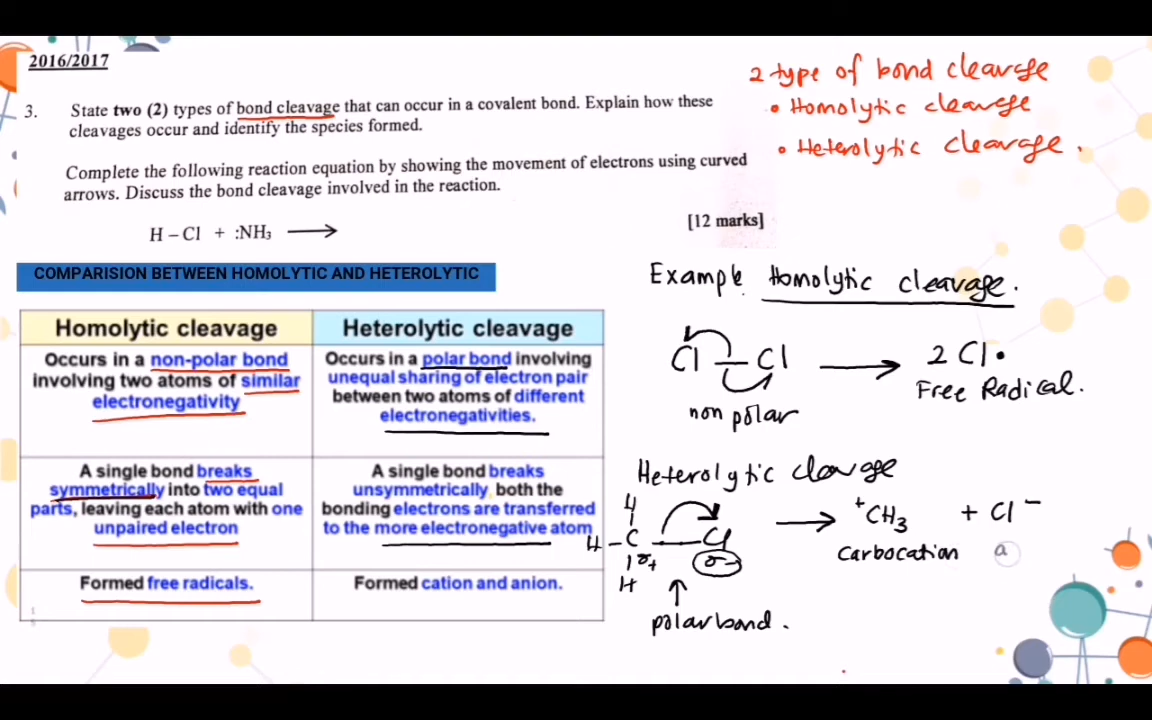 2016/2017
3. State two (2) types of bond cleavage that can occur in a covalent bond. Explain how these
cleavages occur and identify the species formed.
Complete the following reaction equation by showing the movement of electrons using curved
arrows. Discuss the bond cleavage involved in the reaction.
H – Cl + :NH₃ ⟶
[12 marks]
2 type of bond cleavage
• Homolytic cleavage
• Heterolytic cleavage.
COMPARISION BETWEEN HOMOLYTIC AND HETEROLYTIC
Homolytic cleavage
Heterolytic cleavage
Occurs in a non-polar bond
involving two atoms of similar
electronegativity
Occurs in a polar bond involving
unequal sharing of electron pair
between two atoms of different
electronegativities.
A single bond breaks
symmetrically into two equal
parts, leaving each atom with one
unpaired electron
A single bond breaks
unsymmetrically, both the
bonding electrons are transferred
to the more electronegative atom
Formed free radicals.
Formed cation and anion.
Example Homolytic cleavage.
Cl — Cl ⟶ 2 Cl•
non polar
Free Radical.
Heterolytic clevage
H
H – C — Cl ⟶ ⁺CH₃ + Cl⁻
δ+ δ-
H
carbocation a
polar bond.